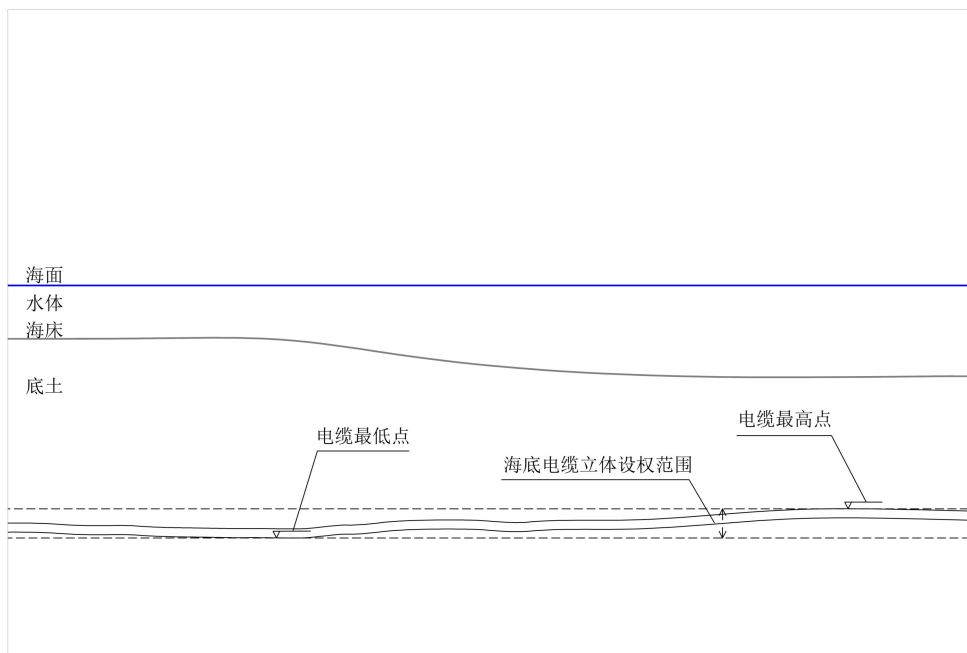 海面
水体
海床
底土
电缆最高点
电缆最低点
海底电缆立体设权范围